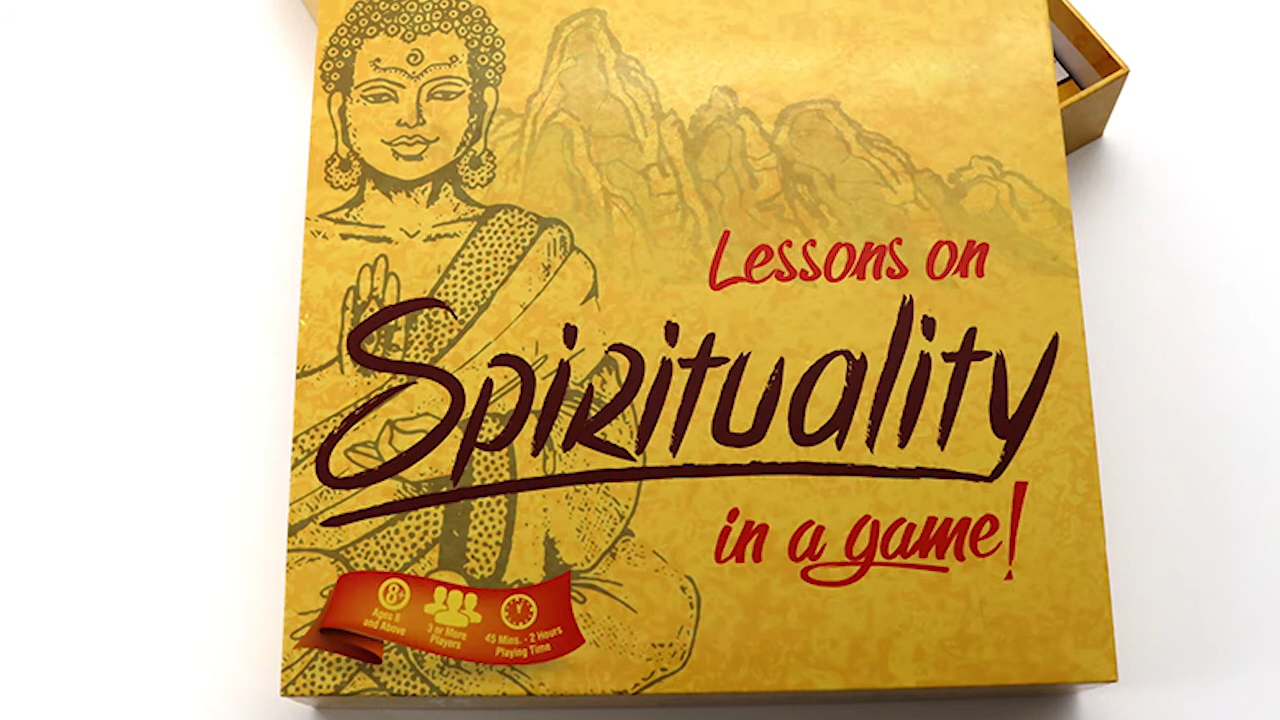 Lessons on
Spirituality
in a game!
8+
Ages 8
and Above
3 or More
Players
45 Mins. - 2 Hours
Playing Time